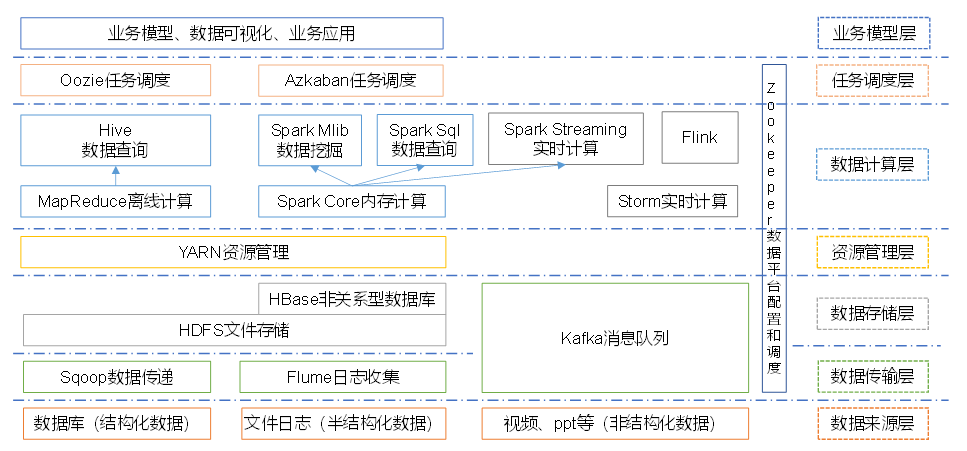 业务模型、数据可视化、业务应用
业务模型层
Oozie任务调度
Azkaban任务调度
任务调度层
Hive
数据查询
Spark Mlib
数据挖掘
Spark Sql
数据查询
Spark Streaming
实时计算
Flink
数据计算层
MapReduce离线计算
Spark Core内存计算
Storm实时计算
Zookeeper数据平台配置和调度
YARN资源管理
资源管理层
HBase非关系型数据库
HDFS文件存储
Kafka消息队列
数据存储层
Sqoop数据传递
Flume日志收集
数据传输层
数据库（结构化数据）
文件日志（半结构化数据）
视频、ppt等（非结构化数据）
数据来源层